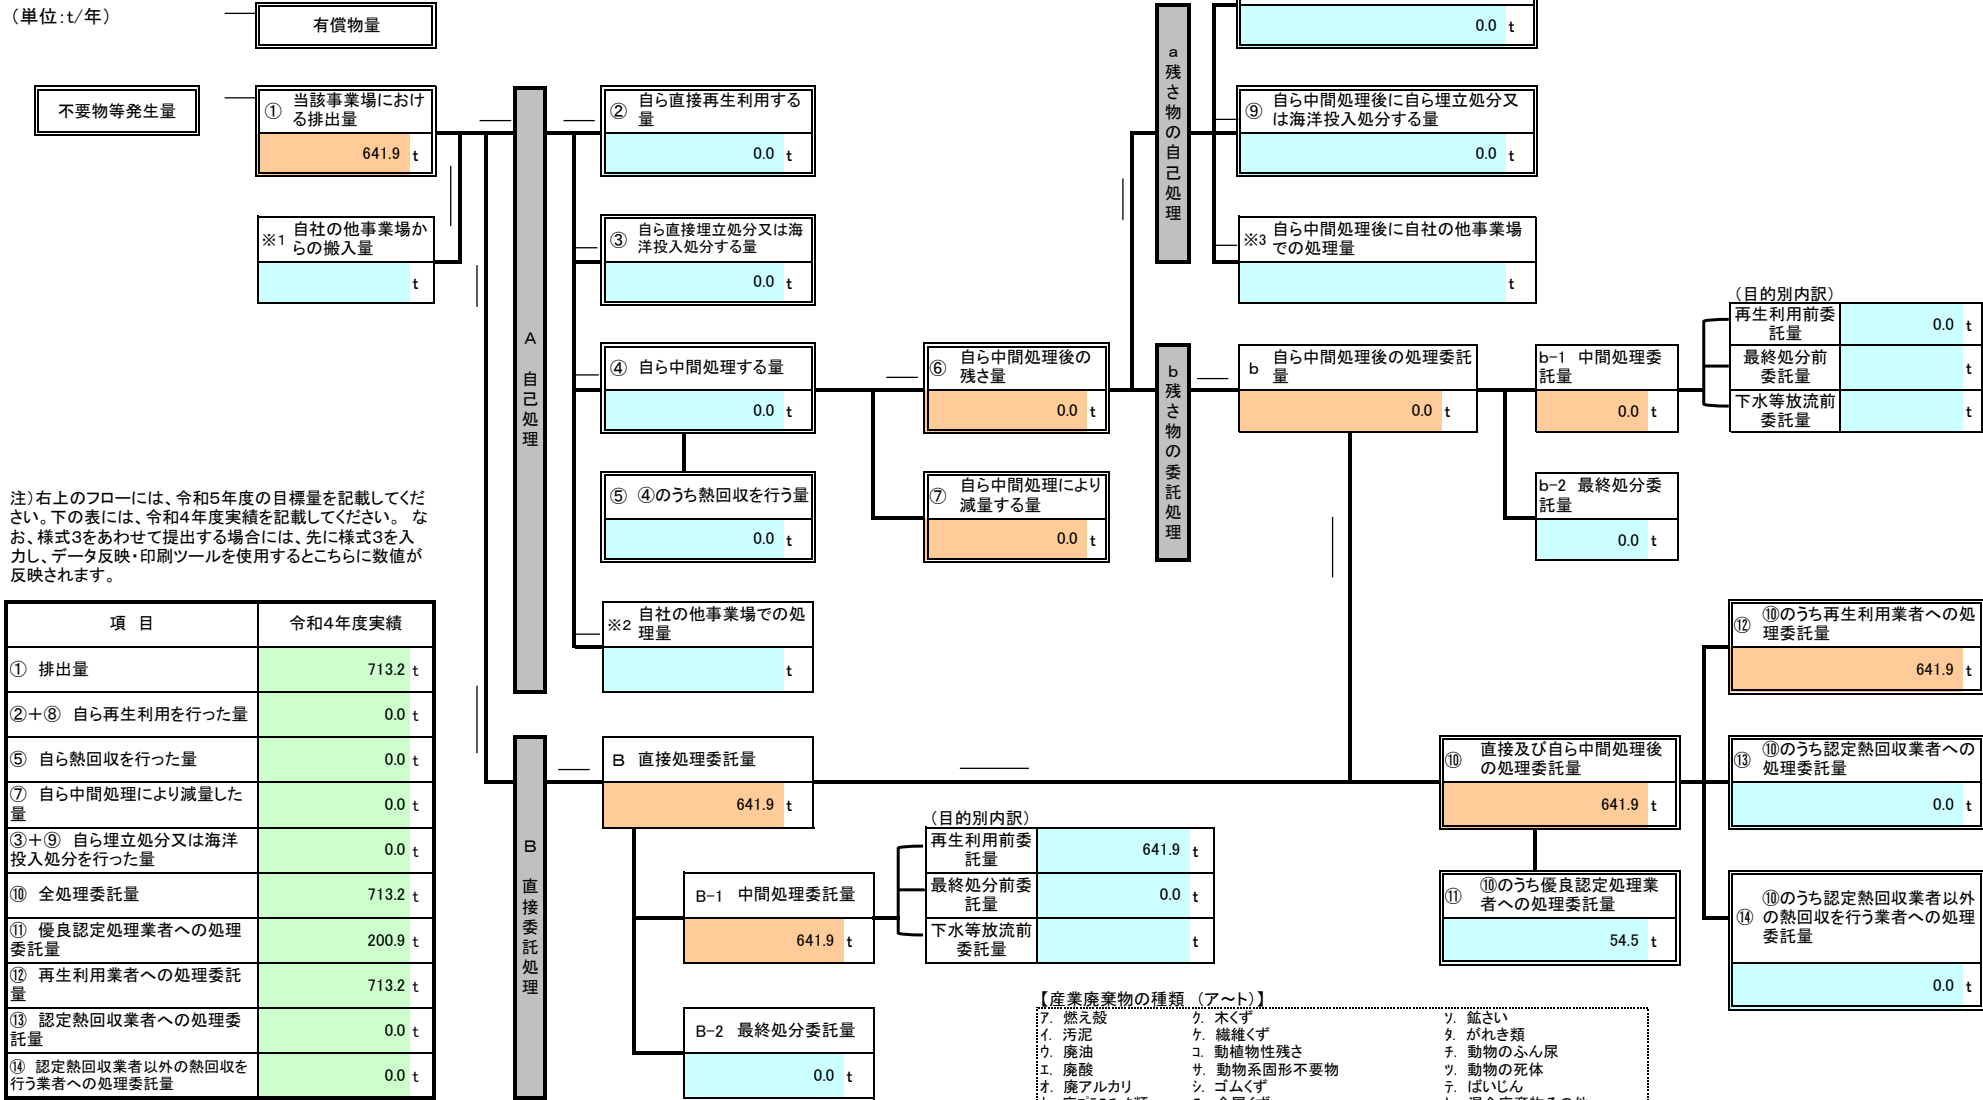 （単位：t/年）
有償物量
0.0 t
不要物等発生量
① 当該事業場におけ
る排出量
641.9 t
② 自ら直接再生利用する
量
0.0 t
a 残さ物の自己処理
⑨ 自ら中間処理後に自ら埋立処分又
は海洋投入処分する量
0.0 t
※1 自社の他事業場か
らの搬入量
t
③ 自ら直接埋立処分又は海
洋投入処分する量
0.0 t
※3 自ら中間処理後に自社の他事業場
での処理量
t
A 自己処理
④ 自ら中間処理する量
0.0 t
⑥ 自ら中間処理後の
残さ量
0.0 t
b 残さ物の委託処理
b 自ら中間処理後の処理委託
量
0.0 t
b-1 中間処理委
託量
0.0 t
（目的別内訳）
再生利用前委
託量
0.0 t
最終処分前
委託量
t
下水等放流前
委託量
t
⑤ ④のうち熱回収を行う量
0.0 t
⑦ 自ら中間処理により
減量する量
0.0 t
b-2 最終処分委
託量
0.0 t
注）右上のフローには、令和５年度の目標量を記載してくだ
さい。下の表には、令和４年度実績を記載してください。 な
お、様式３をあわせて提出する場合には、先に様式３を入
力し、データ反映・印刷ツールを使用するとこちらに数値が
反映されます。
※2 自社の他事業場での処
理量
t
項 目 令和４年度実績
① 排出量 713.2 t
②＋⑧ 自ら再生利用を行った量 0.0 t
⑤ 自ら熱回収を行った量 0.0 t
⑦ 自ら中間処理により減量した
量 0.0 t
③＋⑨ 自ら埋立処分又は海洋
投入処分を行った量 0.0 t
⑩ 全処理委託量 713.2 t
⑪ 優良認定処理業者への処理
委託量 200.9 t
⑫ 再生利用業者への処理委託
量 713.2 t
⑬ 認定熱回収業者への処理委
託量 0.0 t
⑭ 認定熱回収業者以外の熱回収を
行う業者への処理委託量 0.0 t
B 直接委託処理
B 直接処理委託量
641.9 t
B-1 中間処理委託量
641.9 t
B-2 最終処分委託量
0.0 t
（目的別内訳）
再生利用前委
託量
641.9 t
最終処分前委
託量
0.0 t
下水等放流前
委託量
t
⑩ 直接及び自ら中間処理後
の処理委託量
641.9 t
⑪ ⑩のうち優良認定処理業
者への処理委託量
54.5 t
⑫ ⑩のうち再生利用業者への処
理委託量
641.9 t
⑬ ⑩のうち認定熱回収業者への
処理委託量
0.0 t
⑭ ⑩のうち認定熱回収業者以外
の熱回収を行う業者への処理
委託量
0.0 t
【産業廃棄物の種類 （ア〜ト）】
ア． 燃え殻 ク． 木くず ソ． 鉱さい
イ． 汚泥 ケ． 繊維くず タ． がれき類
ウ． 廃油 コ． 動植物性残さ チ． 動物のふん尿
エ． 廃酸 サ． 動物系固形不要物 ツ． 動物の死体
オ． 廃アルカリ シ． ゴムくず テ． ばいじん